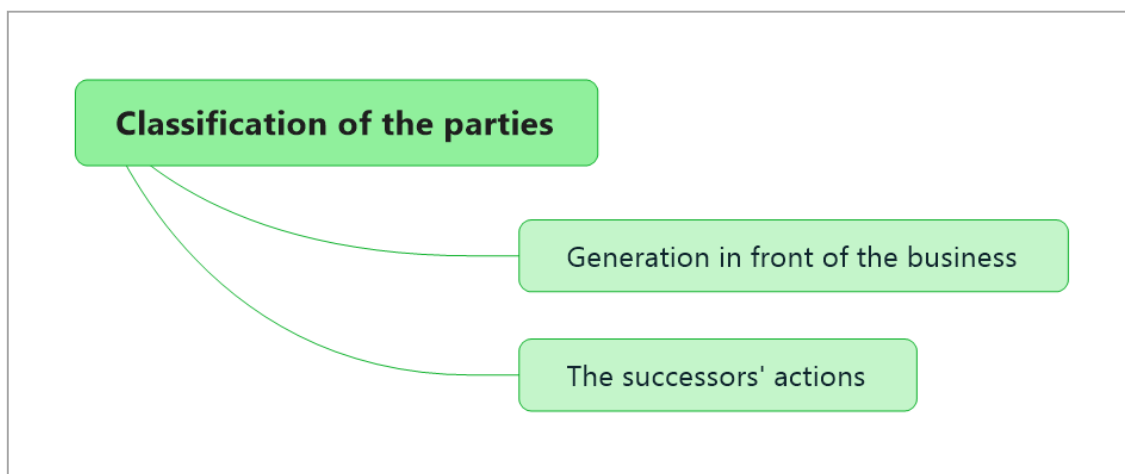 Classification of the parties
Generation in front of the business
The successors' actions